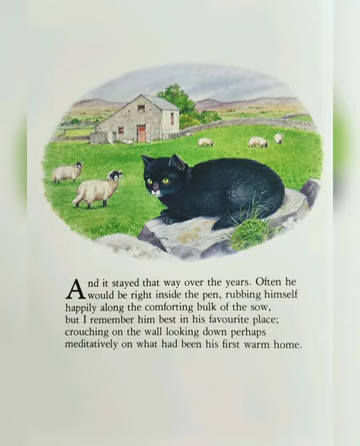 And it stayed that way over the years. Often he
would be right inside the pen, rubbing himself
happily along the comforting bulk of the sow,
but I remember him best in his favourite place;
crouching on the wall looking down perhaps
meditatively on what had been his first warm home.